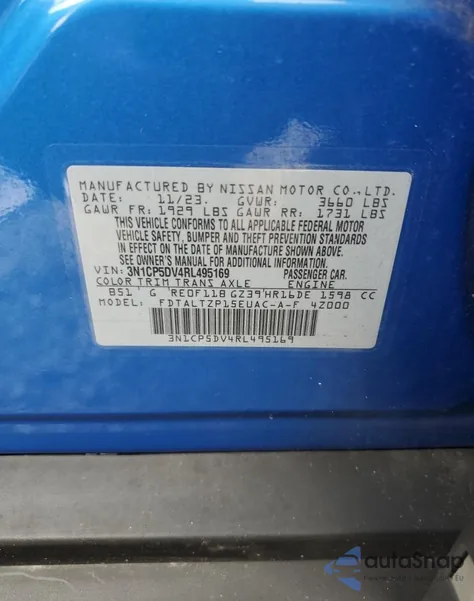 MANUFACTURED BY NISSAN MOTOR CO.,LTD.
DATE: 11/23. GVWR: 3660 LBS
GAWR FR: 1929 LBS GAWR RR: 1731 LBS
THIS VEHICLE CONFORMS TO ALL APPLICABLE FEDERAL MOTOR
VEHICLE SAFETY, BUMPER AND THEFT PREVENTION STANDARDS
IN EFFECT ON THE DATE OF MANUFACTURE SHOWN ABOVE.
SEE OWNER'S MANUAL FOR ADDITIONAL INFORMATION.
VIN: 3N1CP5DV4RL495169 PASSENGER CAR.
COLOR TRIM TRANS AXLE ENGINE
B51 G RE0F11B GZ39 HR16DE 1598 CC
MODEL: FDTALTZP15EUAC-A-F 4Z000
3N1CP5DV4RL495169
autoSnap